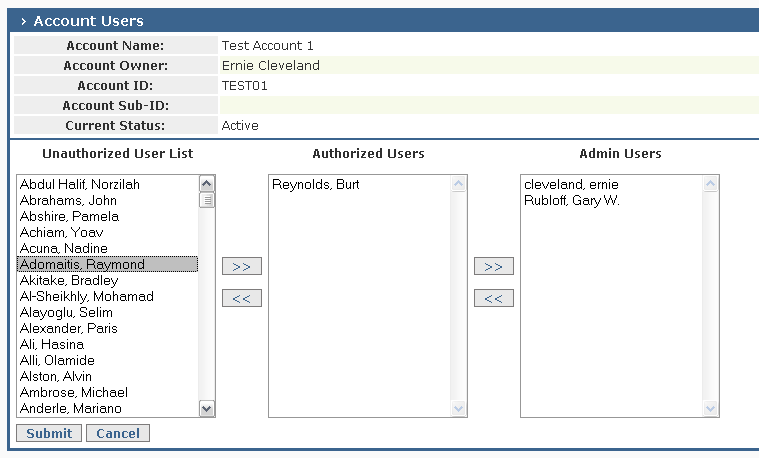 › Account Users
Account Name: Test Account 1
Account Owner: Ernie Cleveland
Account ID: TEST01
Account Sub-ID:
Current Status: Active
Unauthorized User List Authorized Users Admin Users
Abdul Halif, Norzilah
Abrahams, John
Abshire, Pamela
Achiam, Yoav
Acuna, Nadine
Adomaitis, Raymond
Akitake, Bradley
Al-Sheikhly, Mohamad
Alayoglu, Selim
Alexander, Paris
Ali, Hasina
Alli, Olamide
Alston, Alvin
Ambrose, Michael
Anderle, Mariano
>>
<<
Reynolds, Burt
>>
<<
cleveland, ernie
Rubloff, Gary W.
Submit Cancel